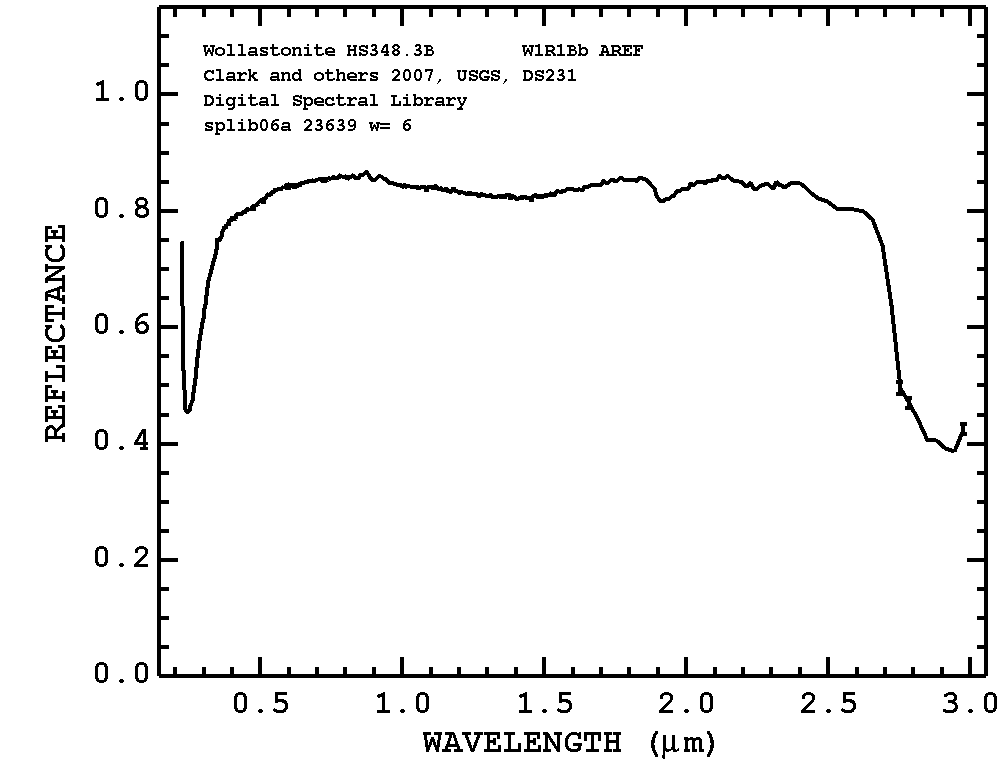 Wollastonite HS348.3B W1R1Bb AREF
Clark and others 2007, USGS, DS231
Digital Spectral Library
splib06a 23639 w= 6
1.0
0.8
0.6
0.4
0.2
0.0
REFLECTANCE
0.5 1.0 1.5 2.0 2.5 3.0
WAVELENGTH (μm)